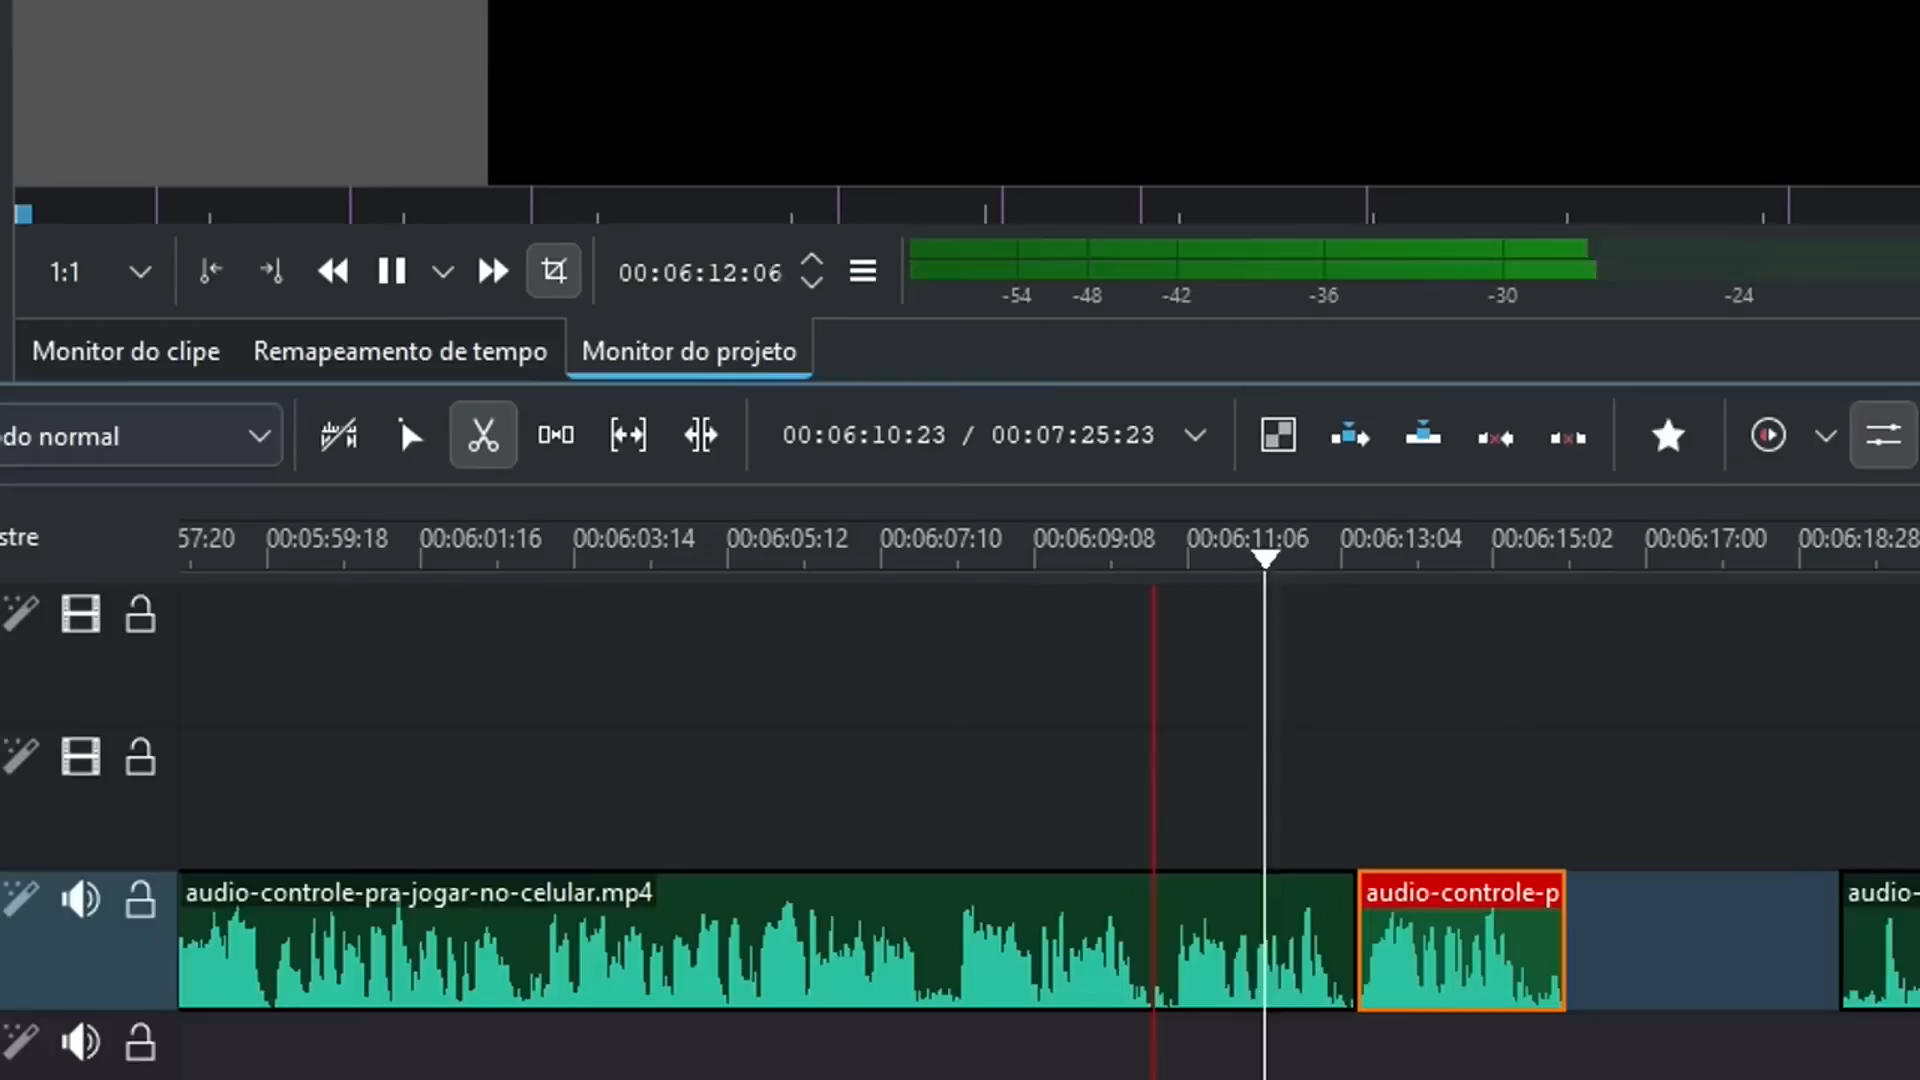 1:1
00:06:12:06
-54 -48 -42 -36 -30 -24
Monitor do clipe Remapeamento de tempo Monitor do projeto
do normal
00:06:10:23 / 00:07:25:23
stre
57:20 00:05:59:18 00:06:01:16 00:06:03:14 00:06:05:12 00:06:07:10 00:06:09:08 00:06:11:06 00:06:13:04 00:06:15:02 00:06:17:00 00:06:18:28
audio-controle-pra-jogar-no-celular.mp4 audio-controle-p audio-